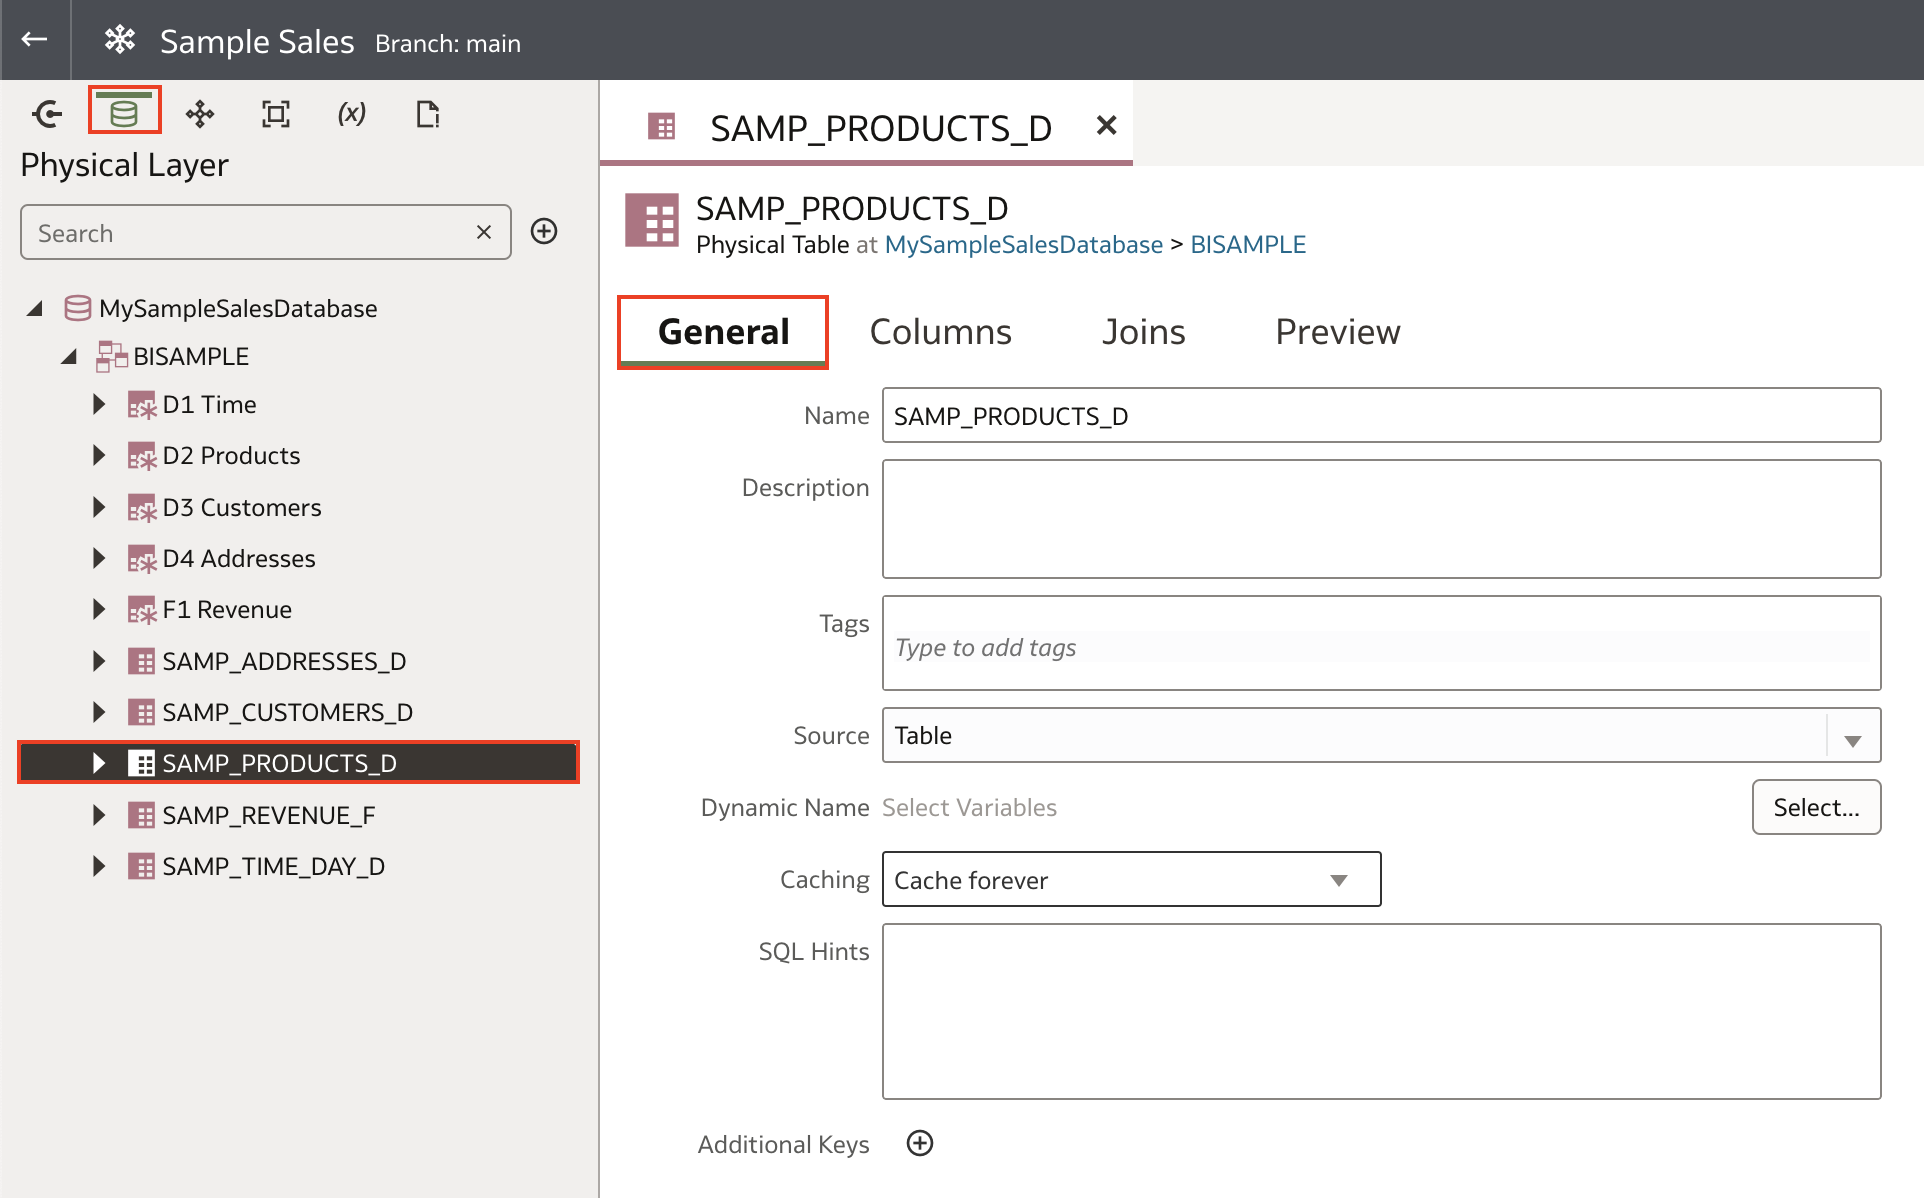 Sample Sales Branch: main
(x)
Physical Layer
Search
MySampleSalesDatabase
BISAMPLE
D1 Time
D2 Products
D3 Customers
D4 Addresses
F1 Revenue
SAMP_ADDRESSES_D
SAMP_CUSTOMERS_D
SAMP_PRODUCTS_D
SAMP_REVENUE_F
SAMP_TIME_DAY_D
SAMP_PRODUCTS_D
SAMP_PRODUCTS_D
Physical Table at MySampleSalesDatabase > BISAMPLE
General Columns Joins Preview
Name SAMP_PRODUCTS_D
Description
Tags Type to add tags
Source Table
Dynamic Name Select Variables Select...
Caching Cache forever
SQL Hints
Additional Keys